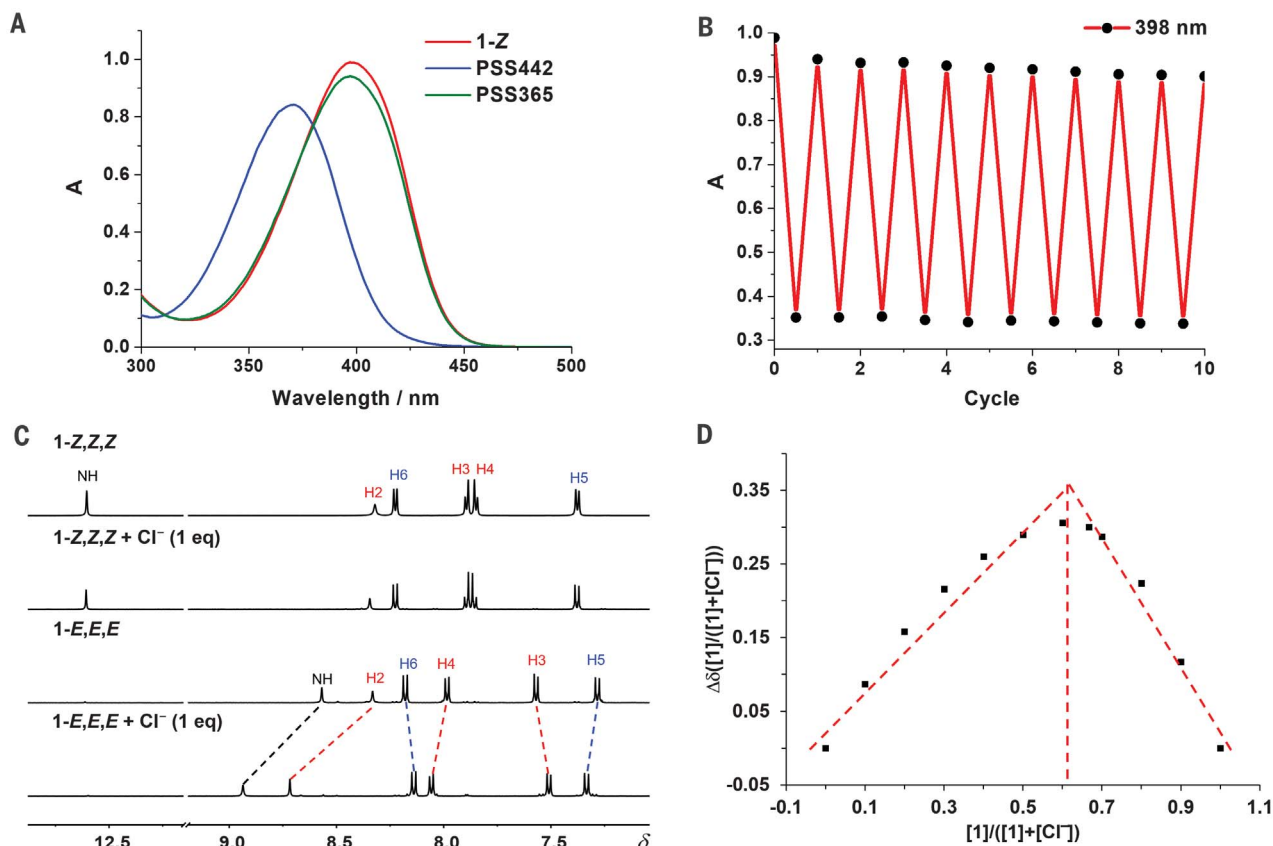 A
1-Z
PSS442
PSS365
1.0
0.8
0.6
0.4
0.2
0.0
A
300
350
400
450
500
Wavelength / nm
B
398 nm
1.0
0.9
0.8
0.7
0.6
0.5
0.4
0.3
A
0
2
4
6
8
10
Cycle
C
1-Z,Z,Z
NH
H2
H6
H3
H4
H5
1-Z,Z,Z + Cl⁻ (1 eq)
1-E,E,E
NH
H2
H6
H4
H3
H5
1-E,E,E + Cl⁻ (1 eq)
12.5
9.0
8.5
8.0
7.5
δ
D
0.35
0.25
0.15
0.05
-0.05
Δδ([1]/([1]+[Cl⁻]))
-0.1
0.1
0.3
0.5
0.7
0.9
1.1
[1]/([1]+[Cl⁻])